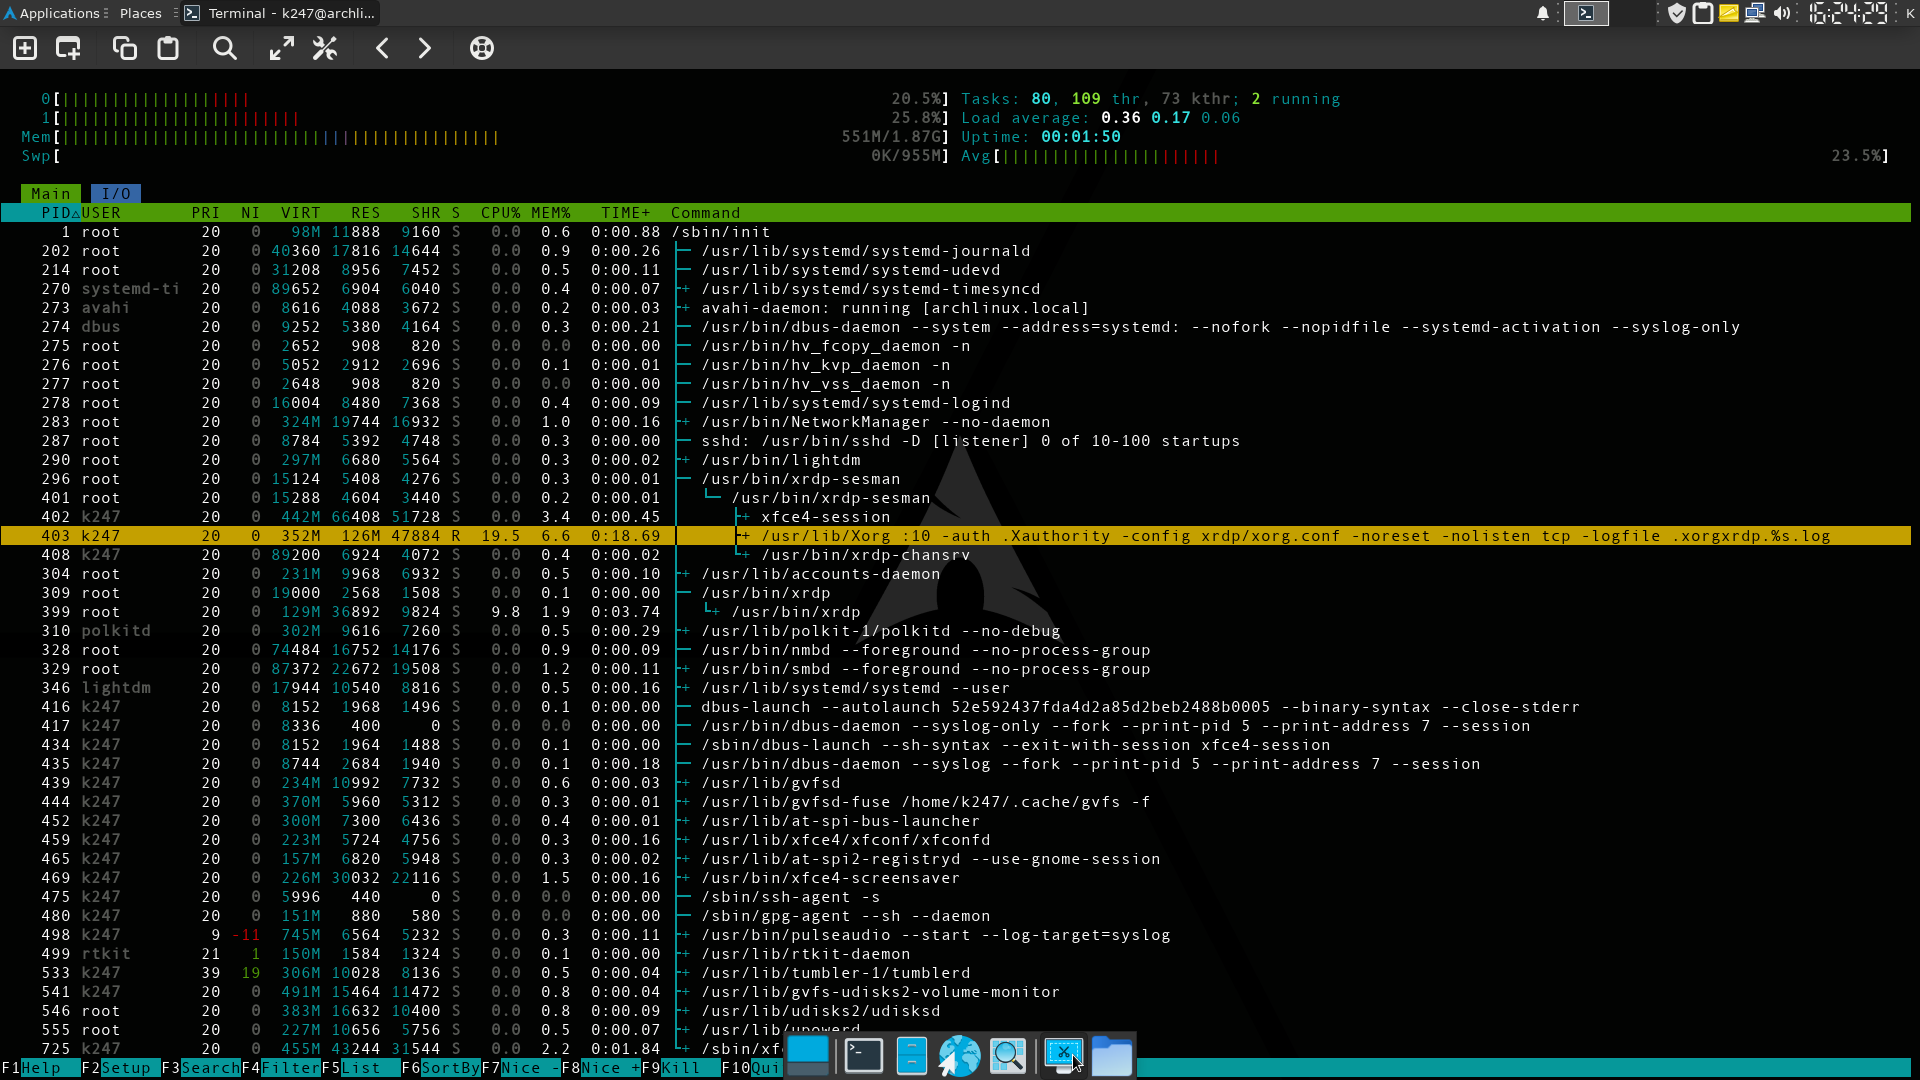 Applications Places Terminal - k247@archli... 16:24:29 K
0[ 20.5%] Tasks: 80, 109 thr, 73 kthr; 2 running
1[ 25.8%] Load average: 0.36 0.17 0.06
Mem[ 551M/1.87G] Uptime: 00:01:50
Swp[ 0K/955M] Avg[ 23.5%]
Main I/O
PID△USER PRI NI VIRT RES SHR S CPU% MEM% TIME+ Command
1 root 20 0 98M 11888 9160 S 0.0 0.6 0:00.88 /sbin/init
202 root 20 0 40360 17816 14644 S 0.0 0.9 0:00.26 ├─ /usr/lib/systemd/systemd-journald
214 root 20 0 31208 8956 7452 S 0.0 0.5 0:00.11 ├─ /usr/lib/systemd/systemd-udevd
270 systemd-ti 20 0 89652 6904 6040 S 0.0 0.4 0:00.07 ├+ /usr/lib/systemd/systemd-timesyncd
273 avahi 20 0 8616 4088 3672 S 0.0 0.2 0:00.03 ├+ avahi-daemon: running [archlinux.local]
274 dbus 20 0 9252 5380 4164 S 0.0 0.3 0:00.21 ├─ /usr/bin/dbus-daemon --system --address=systemd: --nofork --nopidfile --systemd-activation --syslog-only
275 root 20 0 2652 908 820 S 0.0 0.0 0:00.00 ├─ /usr/bin/hv_fcopy_daemon -n
276 root 20 0 5052 2912 2696 S 0.0 0.1 0:00.01 ├─ /usr/bin/hv_kvp_daemon -n
277 root 20 0 2648 908 820 S 0.0 0.0 0:00.00 ├─ /usr/bin/hv_vss_daemon -n
278 root 20 0 16004 8480 7368 S 0.0 0.4 0:00.09 ├─ /usr/lib/systemd/systemd-logind
283 root 20 0 324M 19744 16932 S 0.0 1.0 0:00.16 ├+ /usr/bin/NetworkManager --no-daemon
287 root 20 0 8784 5392 4748 S 0.0 0.3 0:00.00 ├─ sshd: /usr/bin/sshd -D [listener] 0 of 10-100 startups
290 root 20 0 297M 6680 5564 S 0.0 0.3 0:00.02 ├+ /usr/bin/lightdm
296 root 20 0 15124 5408 4276 S 0.0 0.3 0:00.01 ├─ /usr/bin/xrdp-sesman
401 root 20 0 15288 4604 3440 S 0.0 0.2 0:00.01 │ └─ /usr/bin/xrdp-sesman
402 k247 20 0 442M 66408 51728 S 0.0 3.4 0:00.45 │ ├+ xfce4-session
403 k247 20 0 352M 126M 47884 R 19.5 6.6 0:18.69 │ ├+ /usr/lib/Xorg :10 -auth .Xauthority -config xrdp/xorg.conf -noreset -nolisten tcp -logfile .xorgxrdp.%s.log
408 k247 20 0 89200 6924 4072 S 0.0 0.4 0:00.02 │ └+ /usr/bin/xrdp-chansrv
304 root 20 0 231M 9968 6932 S 0.0 0.5 0:00.10 ├+ /usr/lib/accounts-daemon
309 root 20 0 19000 2568 1508 S 0.0 0.1 0:00.00 ├─ /usr/bin/xrdp
399 root 20 0 129M 36892 9824 S 9.8 1.9 0:03.74 │ └+ /usr/bin/xrdp
310 polkitd 20 0 302M 9616 7260 S 0.0 0.5 0:00.29 ├+ /usr/lib/polkit-1/polkitd --no-debug
328 root 20 0 74484 16752 14176 S 0.0 0.9 0:00.09 ├─ /usr/bin/nmbd --foreground --no-process-group
329 root 20 0 87372 22672 19508 S 0.0 1.2 0:00.11 ├+ /usr/bin/smbd --foreground --no-process-group
346 lightdm 20 0 17944 10540 8816 S 0.0 0.5 0:00.16 ├+ /usr/lib/systemd/systemd --user
416 k247 20 0 8152 1968 1496 S 0.0 0.1 0:00.00 ├─ dbus-launch --autolaunch 52e592437fda4d2a85d2beb2488b0005 --binary-syntax --close-stderr
417 k247 20 0 8336 400 0 S 0.0 0.0 0:00.00 ├─ /usr/bin/dbus-daemon --syslog-only --fork --print-pid 5 --print-address 7 --session
434 k247 20 0 8152 1964 1488 S 0.0 0.1 0:00.00 ├─ /sbin/dbus-launch --sh-syntax --exit-with-session xfce4-session
435 k247 20 0 8744 2684 1940 S 0.0 0.1 0:00.18 ├─ /usr/bin/dbus-daemon --syslog --fork --print-pid 5 --print-address 7 --session
439 k247 20 0 234M 10992 7732 S 0.0 0.6 0:00.03 ├+ /usr/lib/gvfsd
444 k247 20 0 370M 5960 5312 S 0.0 0.3 0:00.01 ├+ /usr/lib/gvfsd-fuse /home/k247/.cache/gvfs -f
452 k247 20 0 300M 7300 6436 S 0.0 0.4 0:00.01 ├+ /usr/lib/at-spi-bus-launcher
459 k247 20 0 223M 5724 4756 S 0.0 0.3 0:00.16 ├+ /usr/lib/xfce4/xfconf/xfconfd
465 k247 20 0 157M 6820 5948 S 0.0 0.3 0:00.02 ├+ /usr/lib/at-spi2-registryd --use-gnome-session
469 k247 20 0 226M 30032 22116 S 0.0 1.5 0:00.16 ├+ /usr/bin/xfce4-screensaver
475 k247 20 0 5996 440 0 S 0.0 0.0 0:00.00 ├─ /sbin/ssh-agent -s
480 k247 20 0 151M 880 580 S 0.0 0.0 0:00.00 ├─ /sbin/gpg-agent --sh --daemon
498 k247 9 -11 745M 6564 5232 S 0.0 0.3 0:00.11 ├+ /usr/bin/pulseaudio --start --log-target=syslog
499 rtkit 21 1 150M 1584 1324 S 0.0 0.1 0:00.00 ├+ /usr/lib/rtkit-daemon
533 k247 39 19 306M 10028 8136 S 0.0 0.5 0:00.04 ├+ /usr/lib/tumbler-1/tumblerd
541 k247 20 0 491M 15464 11472 S 0.0 0.8 0:00.04 ├+ /usr/lib/gvfs-udisks2-volume-monitor
546 root 20 0 383M 16632 10400 S 0.0 0.8 0:00.09 ├+ /usr/lib/udisks2/udisksd
555 root 20 0 227M 10656 5756 S 0.0 0.5 0:00.07 ├+ /usr/lib/upowerd
725 k247 20 0 455M 43244 31544 S 0.0 2.2 0:01.84 └+ /sbin/xf
F1Help F2Setup F3SearchF4FilterF5List F6SortByF7Nice -F8Nice +F9Kill F10Qui